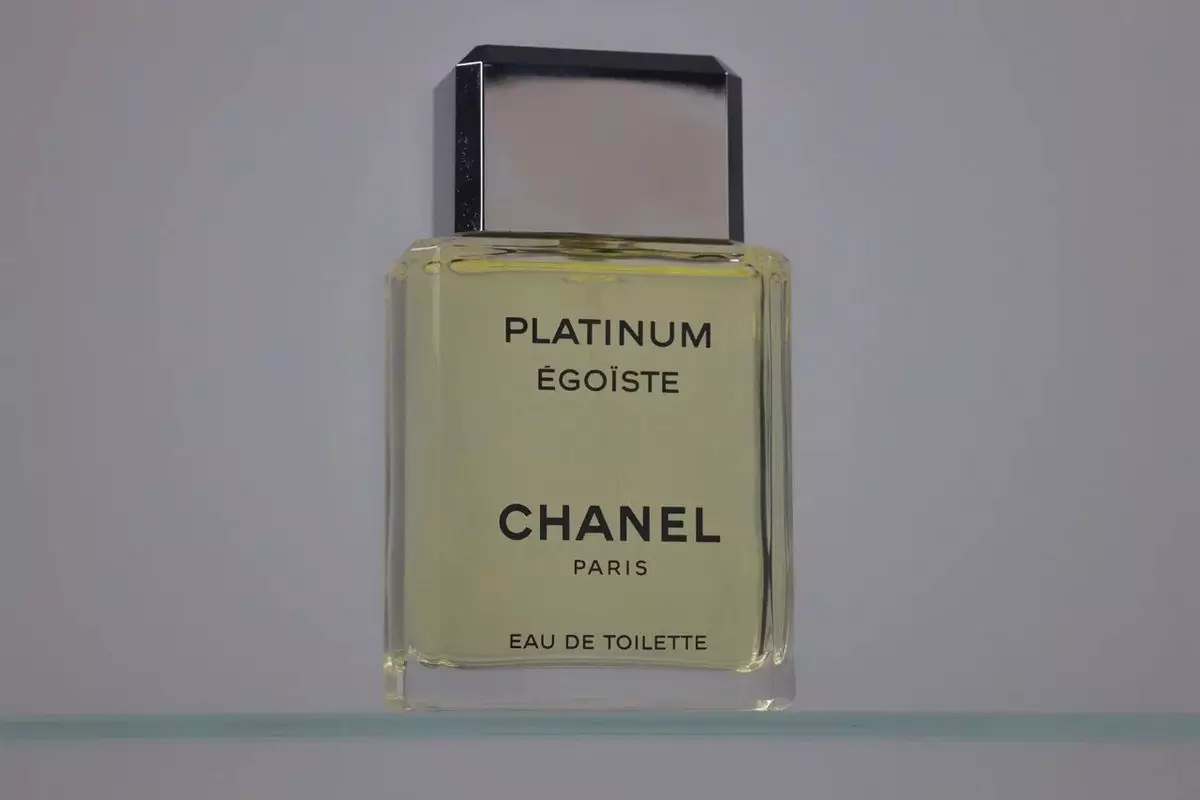 PLATINUM
ÉGOÏSTE
CHANEL
PARIS
EAU DE TOILETTE